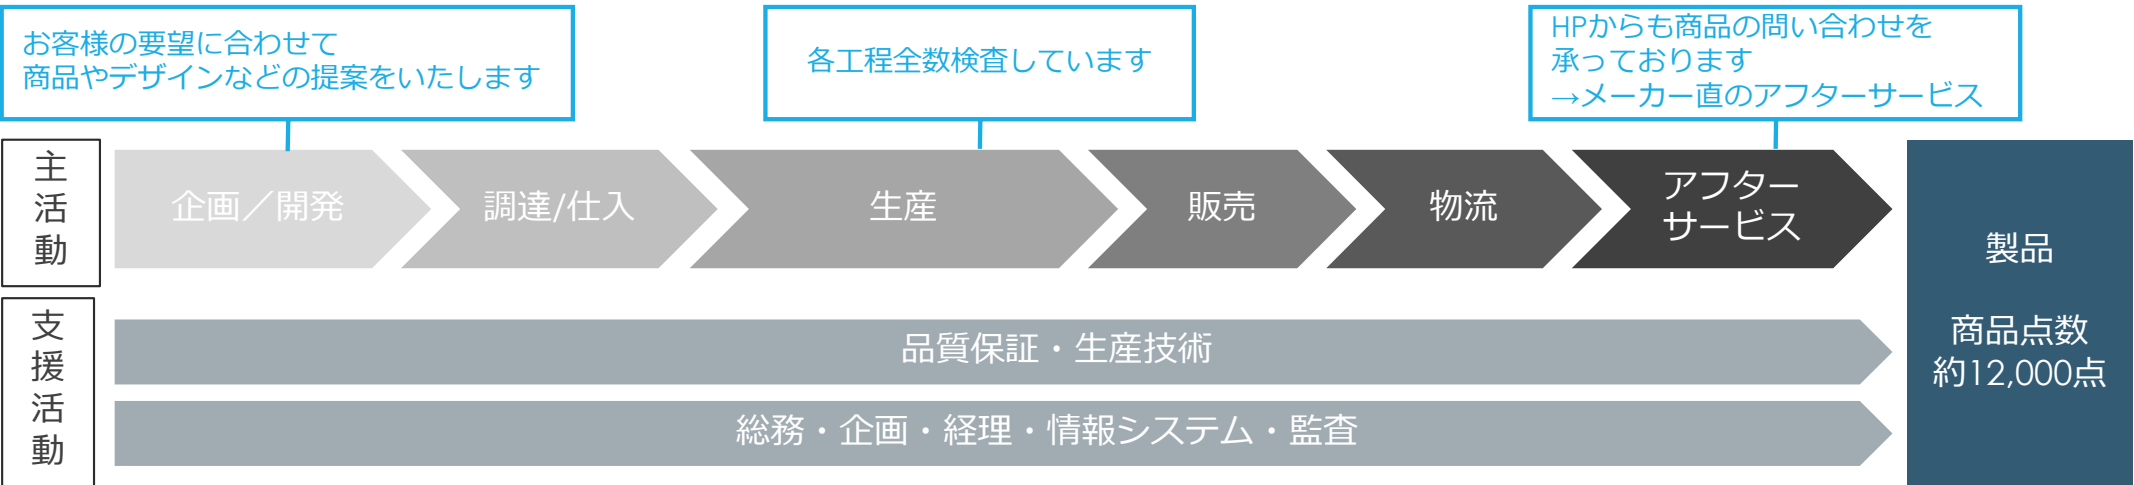 お客様の要望に合わせて
商品やデザインなどの提案をいたします
各工程全数検査しています
HPからも商品の問い合わせを
承っております
→メーカー直のアフターサービス
主活動
企画／開発
調達/仕入
生産
販売
物流
アフター
サービス
支援活動
品質保証・生産技術
総務・企画・経理・情報システム・監査
製品
商品点数
約12,000点